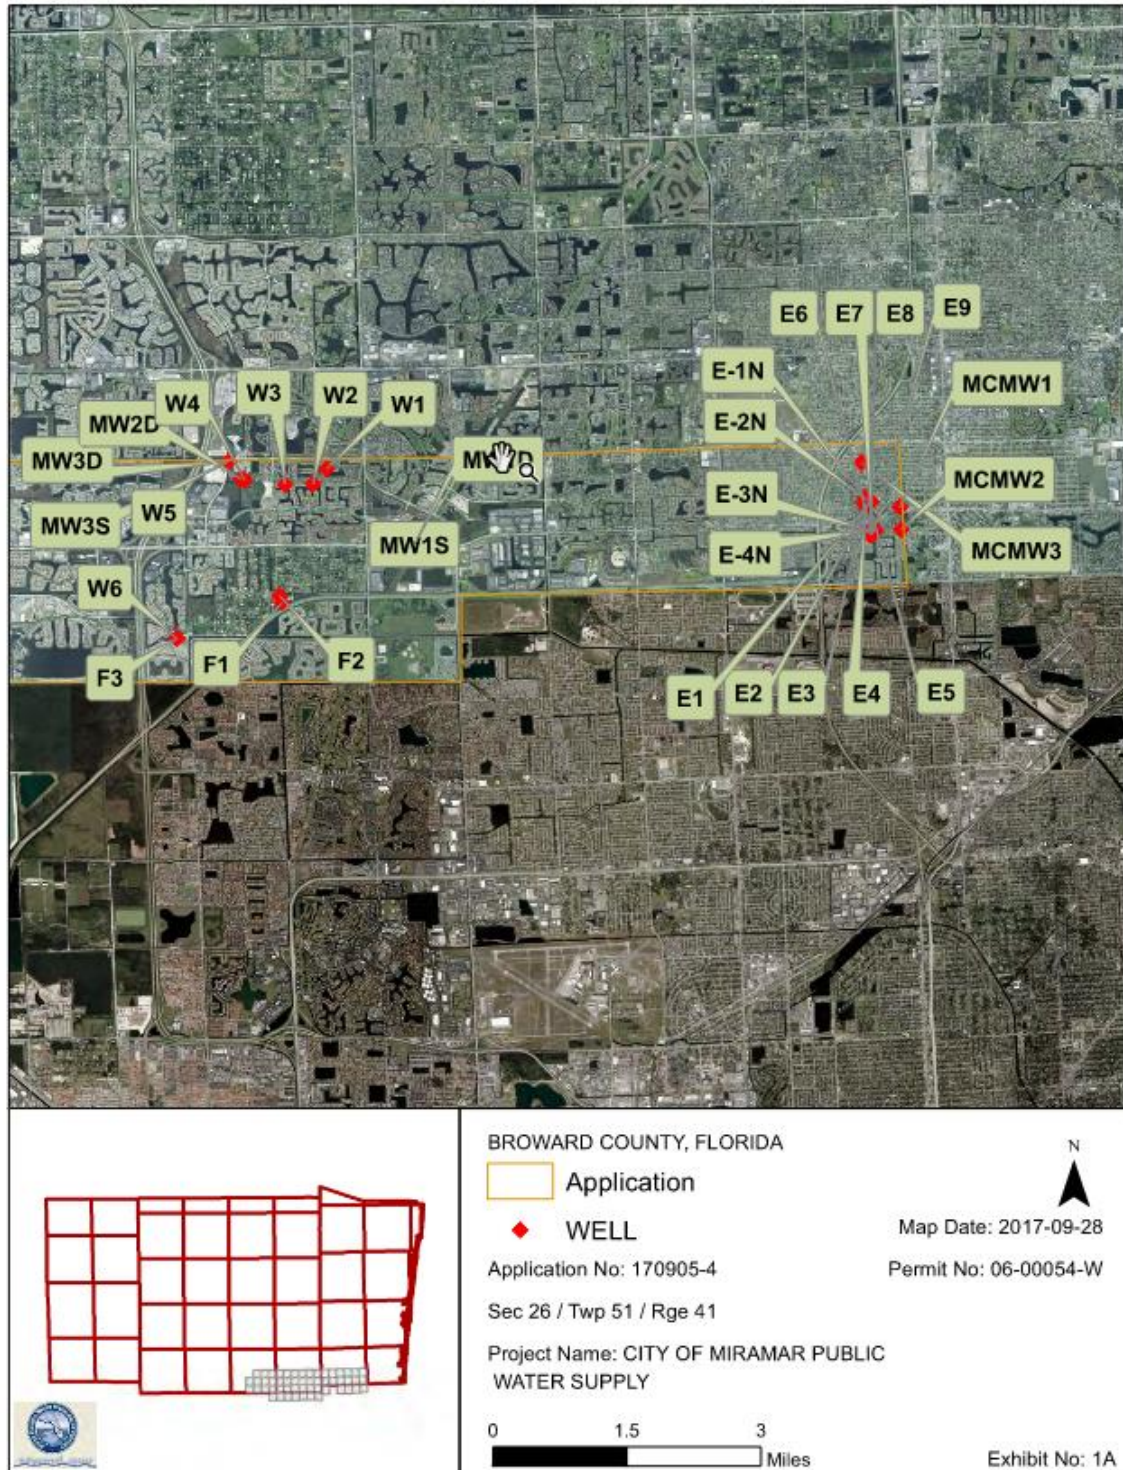 E6
E7
E8
E9
E-1N
MCMW1
W4
W3
W2
W1
MW2D
E-2N
MW3D
MCMW2
E-3N
W5
MW3S
MW1S
E-4N
MCMW3
W6
F3
F1
F2
E1
E2
E3
E4
E5
BROWARD COUNTY, FLORIDA
N
Application
WELL
Map Date: 2017-09-28
Application No: 170905-4
Permit No: 06-00054-W
Sec 26 / Twp 51 / Rge 41
Project Name: CITY OF MIRAMAR PUBLIC
WATER SUPPLY
0 1.5 3
Miles
Exhibit No: 1A